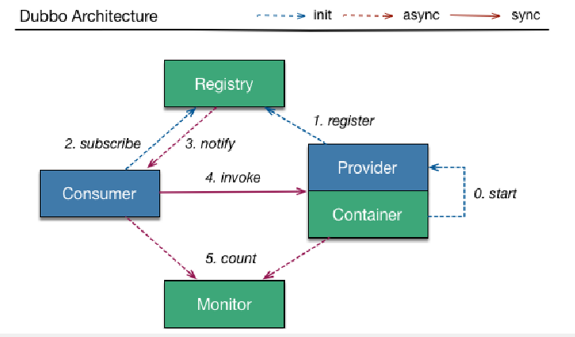 Dubbo Architecture
init
async
sync
Registry
1. register
2. subscribe
3. notify
Provider
4. invoke
Consumer
0. start
Container
5. count
Monitor